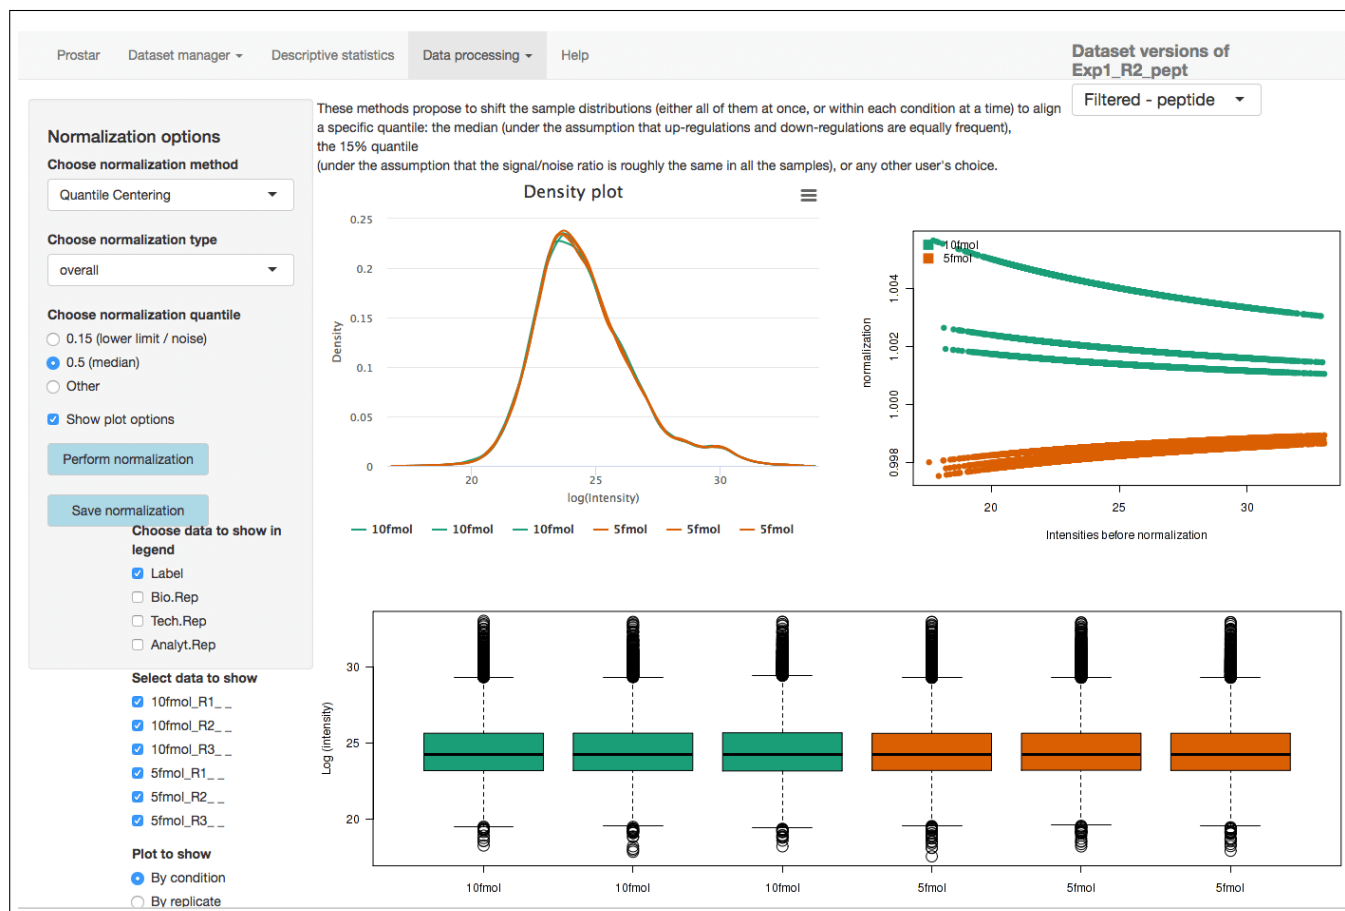 Prostar
Dataset manager
Descriptive statistics
Data processing
Help
Dataset versions of
Exp1_R2_pept
Filtered - peptide
Normalization options
Choose normalization method
Quantile Centering
Choose normalization type
overall
Choose normalization quantile
0.15 (lower limit / noise)
0.5 (median)
Other
Show plot options
Perform normalization
Save normalization
Choose data to show in
legend
Label
Bio.Rep
Tech.Rep
Analyt.Rep
Select data to show
10fmol_R1_ _
10fmol_R2_ _
10fmol_R3_ _
5fmol_R1_ _
5fmol_R2_ _
5fmol_R3_ _
Plot to show
By condition
By replicate
These methods propose to shift the sample distributions (either all of them at once, or within each condition at a time) to align
a specific quantile: the median (under the assumption that up-regulations and down-regulations are equally frequent),
the 15% quantile
(under the assumption that the signal/noise ratio is roughly the same in all the samples), or any other user's choice.
Density plot
0.25
0.2
0.15
0.1
0.05
0
Density
20 25 30
log(Intensity)
10fmol 10fmol 10fmol 5fmol 5fmol 5fmol
10fmol
5fmol
1.004
1.002
1.000
0.998
normalization
20 25 30
Intensities before normalization
30
25
20
Log (intensity)
10fmol 10fmol 10fmol 5fmol 5fmol 5fmol